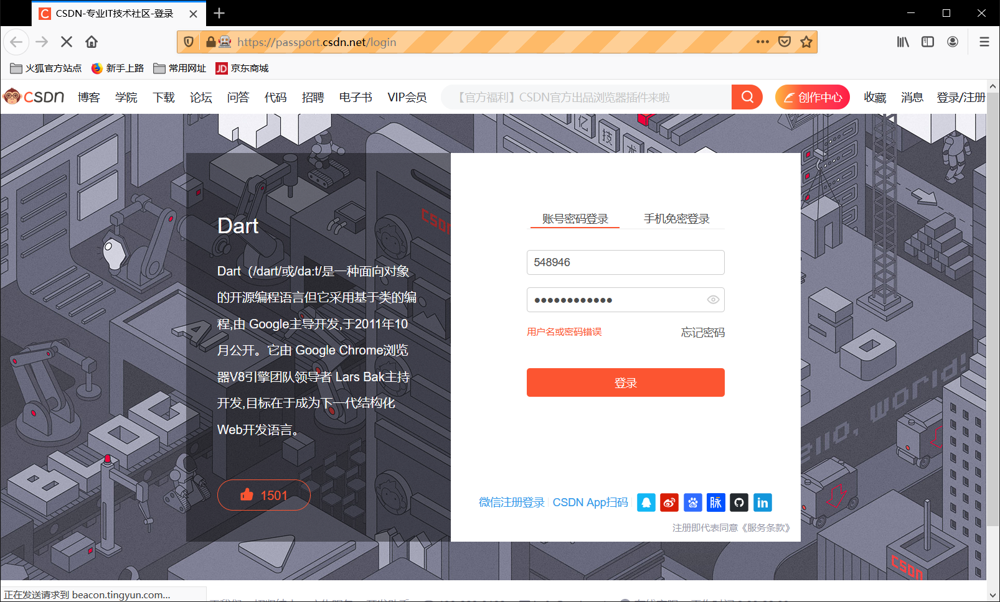 CSDN-专业IT技术社区-登录
https://passport.csdn.net/login
火狐官方站点 新手上路 常用网址 JD 京东商城
CSDN 博客 学院 下载 论坛 问答 代码 招聘 电子书 VIP会员 【官方福利】CSDN官方出品浏览器插件来啦 创作中心 收藏 消息 登录/注册
记 技 术
CSDN
账号密码登录 手机免密登录
Dart
548946
Dart（/dart/或/da:t/是一种面向对象
的开源编程语言但它采用基于类的编
程,由 Google主导开发,于2011年10
月公开。它由 Google Chrome浏览
器V8引擎团队领导者 Lars Bak主持
开发,目标在于成为下一代结构化
Web开发语言。
●●●●●●●●●●●●
用户名或密码错误 忘记密码
登录
AI
BLOG
hello, world!
1501
微信注册登录 CSDN App扫码 脉 in
注册即代表同意《服务条款》
CSDN
正在发送请求到 beacon.tingyun.com...